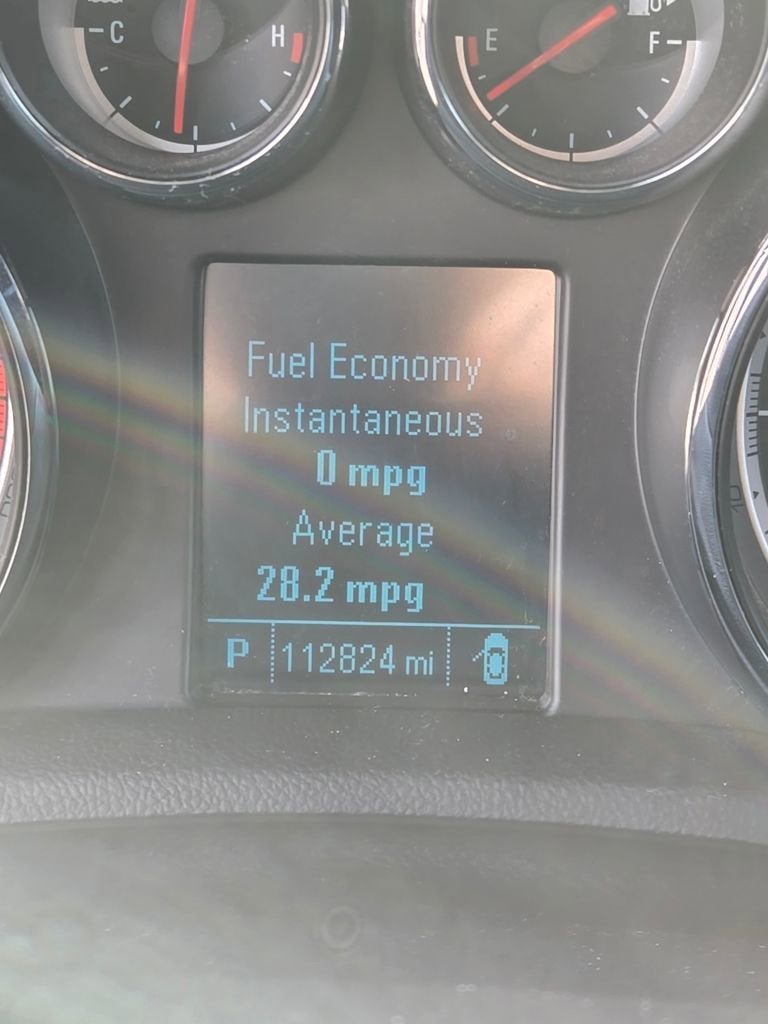 C H E F
Fuel Economy
Instantaneous
0 mpg
Average
28.2 mpg
P 112824 mi